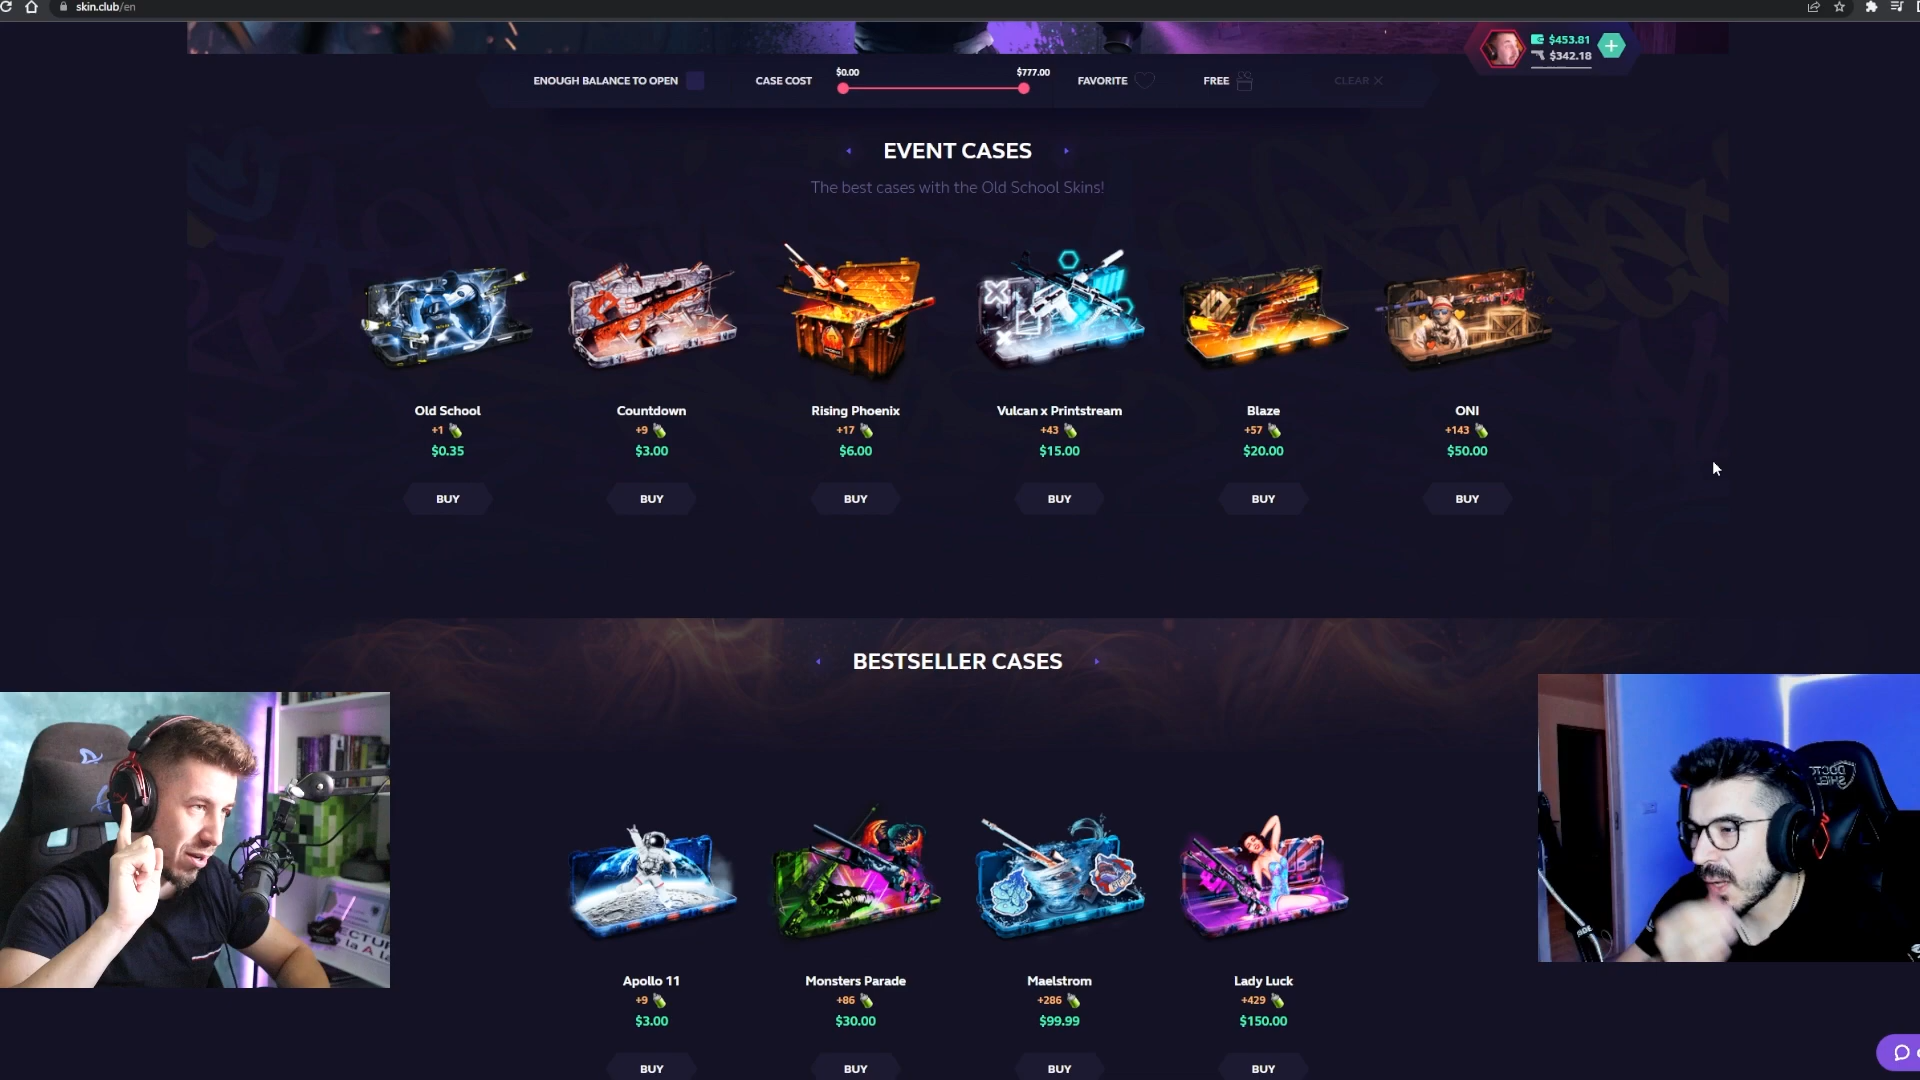 skin.club/en
$453.81
$342.18
ENOUGH BALANCE TO OPEN
CASE COST
$0.00
$777.00
FAVORITE
FREE
CLEAR
EVENT CASES
The best cases with the Old School Skins!
Old School
Countdown
Rising Phoenix
Vulcan x Printstream
Blaze
ONI
+1
+9
+17
+43
+57
+143
$0.35
$3.00
$6.00
$15.00
$20.00
$50.00
BUY
BUY
BUY
BUY
BUY
BUY
BESTSELLER CASES
Apollo 11
Monsters Parade
Maelstrom
Lady Luck
+9
+86
+286
+429
$3.00
$30.00
$99.99
$150.00
BUY
BUY
BUY
BUY